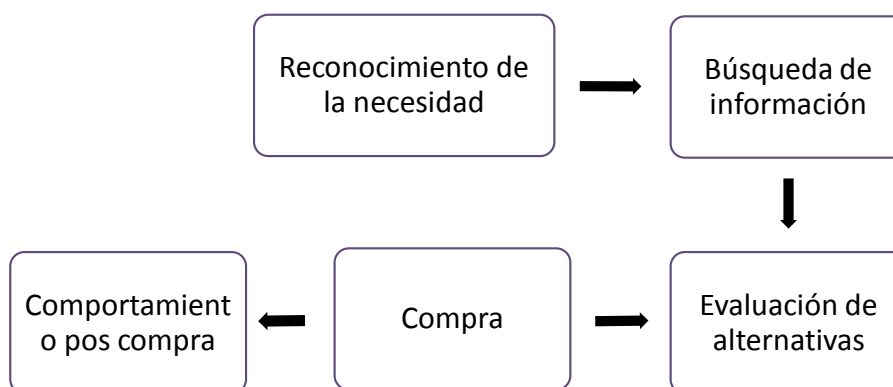 Reconocimiento de
la necesidad
Búsqueda de
información
Comportamient
o pos compra
Compra
Evaluación de
alternativas